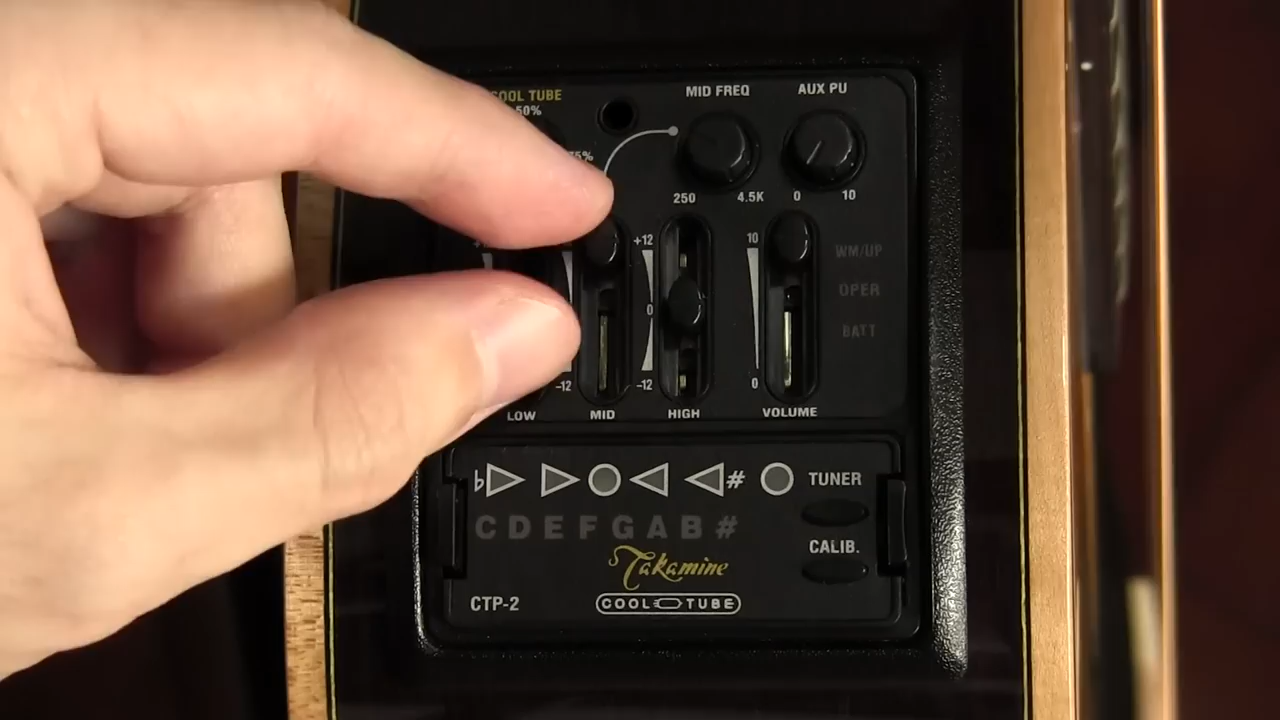 COOL TUBE MID FREQ AUX PU
50%
75%
250 4.5K 0 10
+12 10
WM/UP
OPER
0
BATT
-12 -12 0
LOW MID HIGH VOLUME
♭ # TUNER
C D E F G A B #
CALIB.
Takamine
CTP-2 COOL TUBE